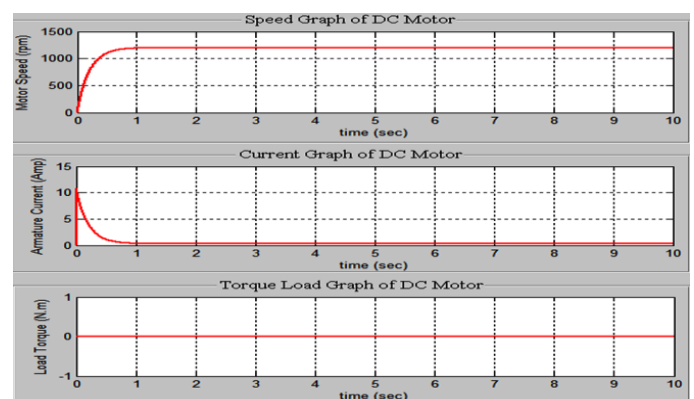 Speed Graph of DC Motor
Motor Speed (rpm)
1500
1000
500
0
0 1 2 3 4 5 6 7 8 9 10
time (sec)
Current Graph of DC Motor
Armature Current (Amp)
15
10
5
0
0 1 2 3 4 5 6 7 8 9 10
time (sec)
Torque Load Graph of DC Motor
Load Torque (N.m)
1
0
-1
0 1 2 3 4 5 6 7 8 9 10
time (sec)